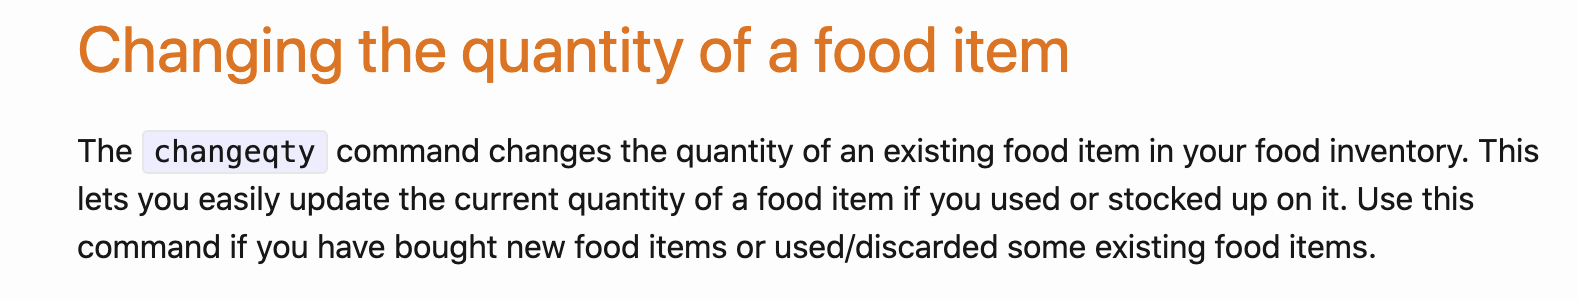 Changing the quantity of a food item
The changeqty command changes the quantity of an existing food item in your food inventory. This
lets you easily update the current quantity of a food item if you used or stocked up on it. Use this
command if you have bought new food items or used/discarded some existing food items.